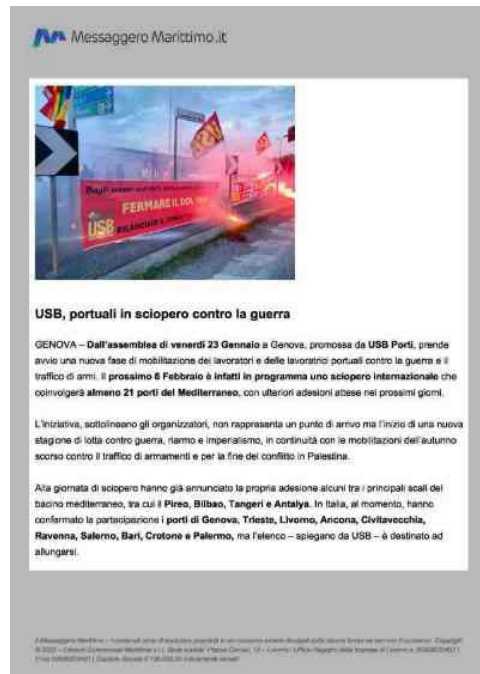 Messaggero Marittimo.it
FERMARE IL DDL
USB
USB, portuali in sciopero contro la guerra
GENOVA – Dall'assemblea di venerdì 23 Gennaio a Genova, promossa da USB Porti, prende
avvio una nuova fase di mobilitazione dei lavoratori e delle lavoratrici portuali contro la guerra e il
traffico di armi. Il prossimo 6 Febbraio è infatti in programma uno sciopero internazionale che
coinvolgerà almeno 21 porti del Mediterraneo, con ulteriori adesioni attese nei prossimi giorni.
L'iniziativa, sottolineano gli organizzatori, non rappresenta un punto di arrivo ma l'inizio di una nuova
stagione di lotta contro guerra, riarmo e imperialismo, in continuità con le mobilitazioni dell'autunno
scorso contro il traffico di armamenti e per la fine del conflitto in Palestina.
Alla giornata di sciopero hanno già annunciato la propria adesione alcuni tra i principali scali del
bacino mediterraneo, tra cui il Pireo, Bilbao, Tangeri e Antalya. In Italia, al momento, hanno
confermato la partecipazione i porti di Genova, Trieste, Livorno, Ancona, Civitavecchia,
Ravenna, Salerno, Bari, Crotone e Palermo, ma l'elenco – spiegano da USB – è destinato ad
allungarsi.